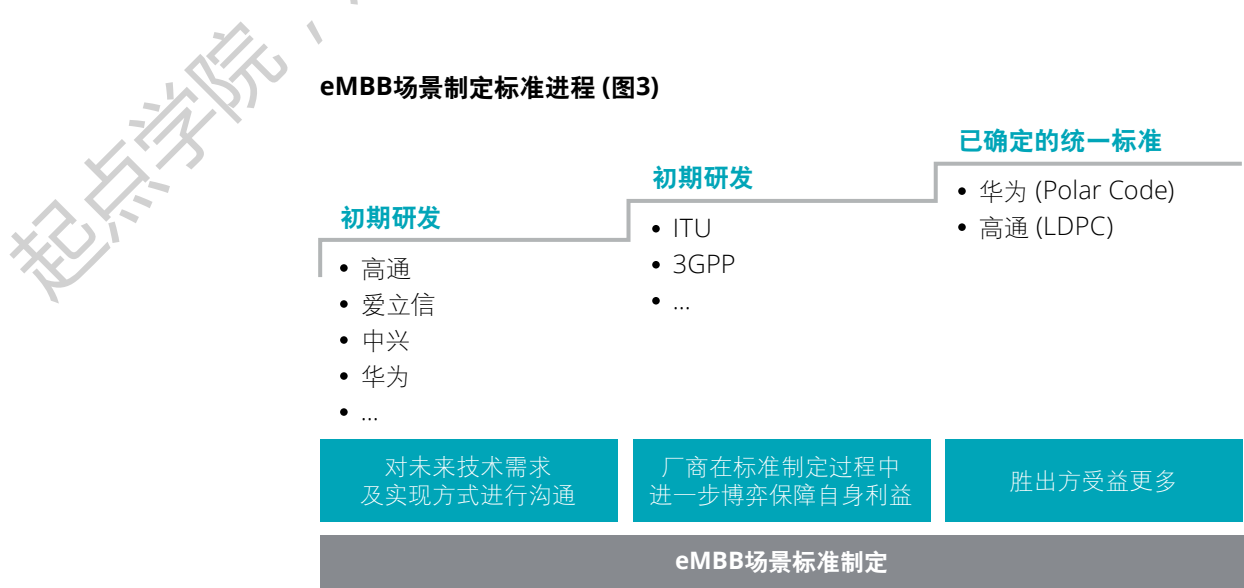 起点学院，
eMBB场景制定标准进程 (图3)
初期研发
• 高通
• 爱立信
• 中兴
• 华为
• ...
初期研发
• ITU
• 3GPP
• ...
已确定的统一标准
• 华为 (Polar Code)
• 高通 (LDPC)
对未来技术需求
及实现方式进行沟通
厂商在标准制定过程中
进一步博弈保障自身利益
胜出方受益更多
eMBB场景标准制定